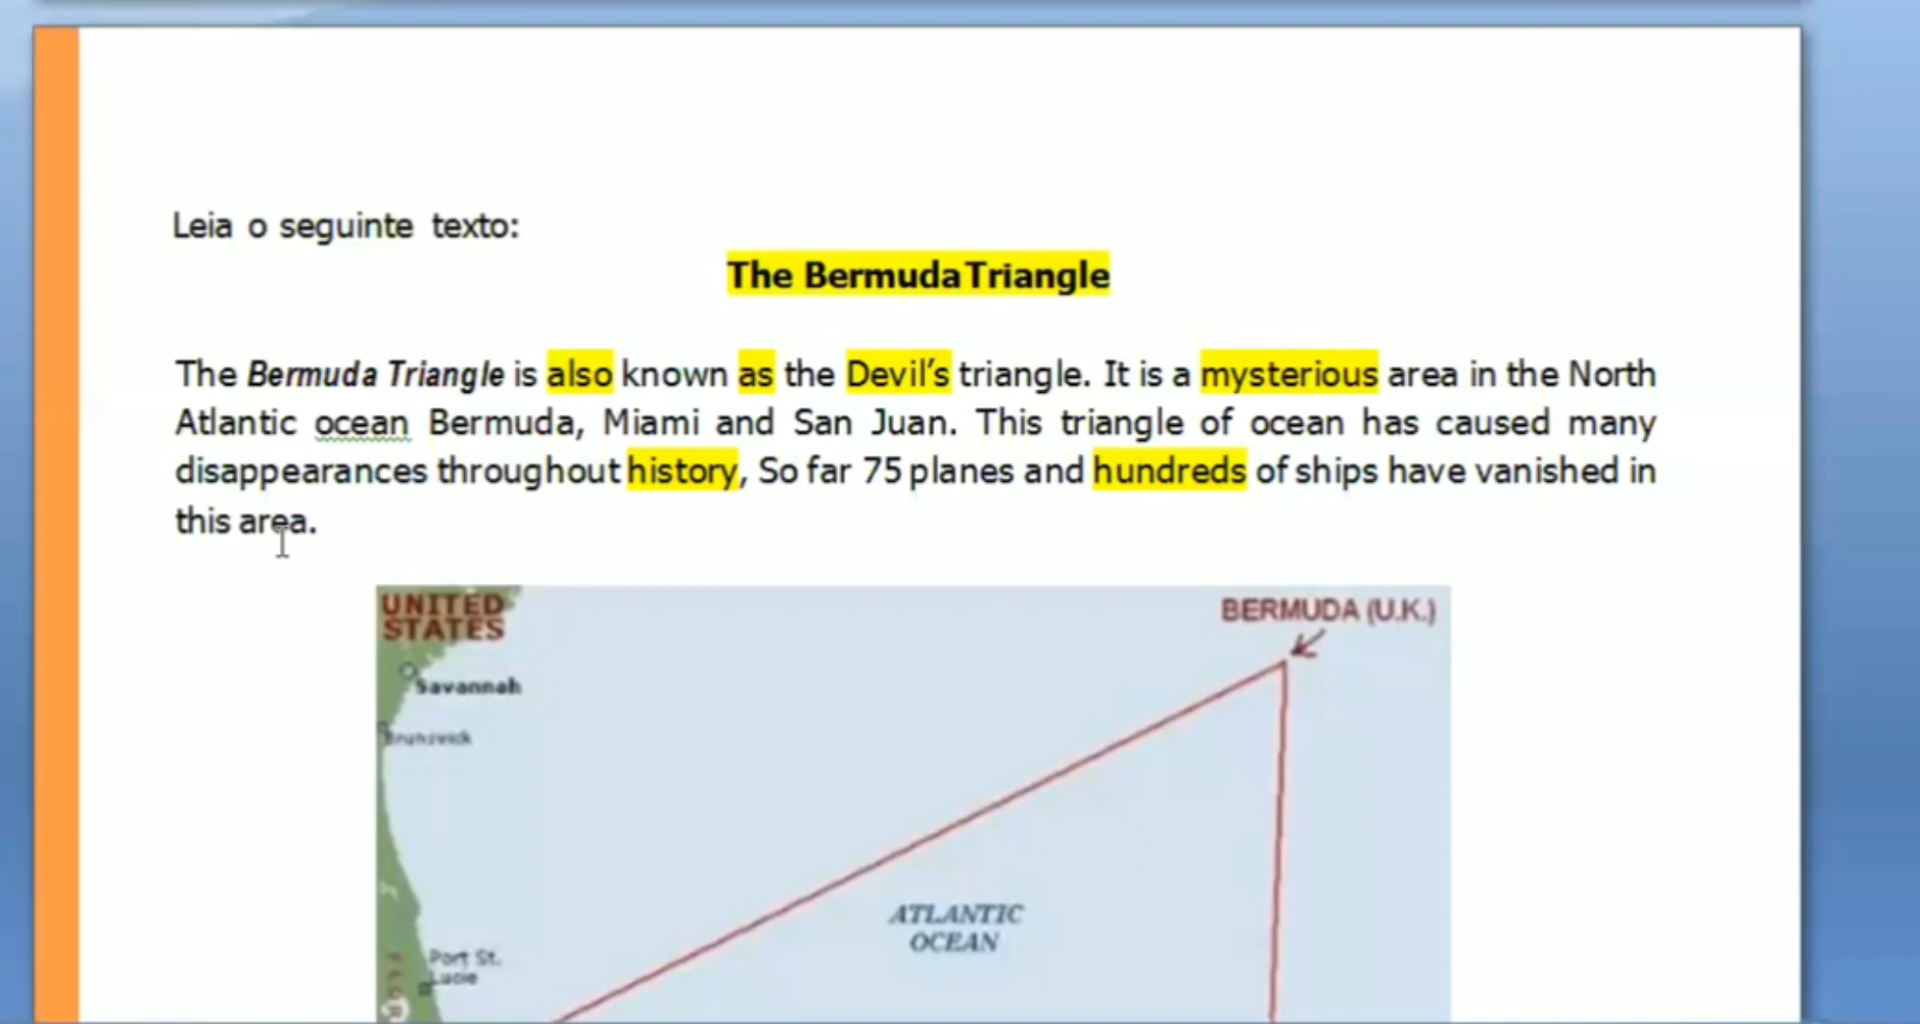 Leia o seguinte texto:
The Bermuda Triangle
The Bermuda Triangle is also known as the Devil’s triangle. It is a mysterious area in the North
Atlantic ocean Bermuda, Miami and San Juan. This triangle of ocean has caused many
disappearances throughout history, So far 75 planes and hundreds of ships have vanished in
this area.
UNITED
STATES
BERMUDA (U.K.)
Savannah
Brunswick
ATLANTIC
OCEAN
Port St.
Lucie